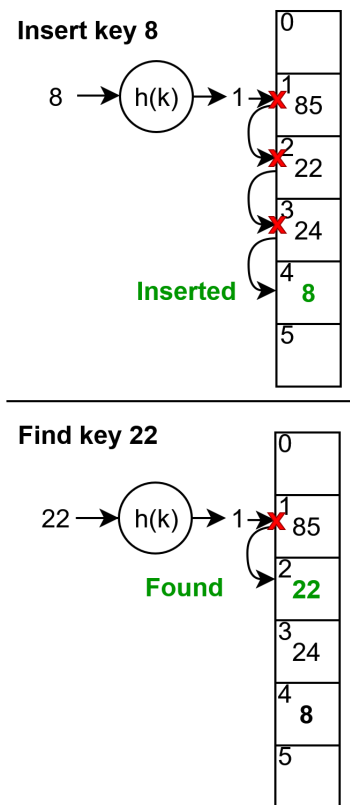 Insert key 8
0
8 h(k) 1 1 85
2 22
3 24
4 8
Inserted
5
Find key 22
0
22 h(k) 1 1 85
2 22
Found
3 24
4 8
5